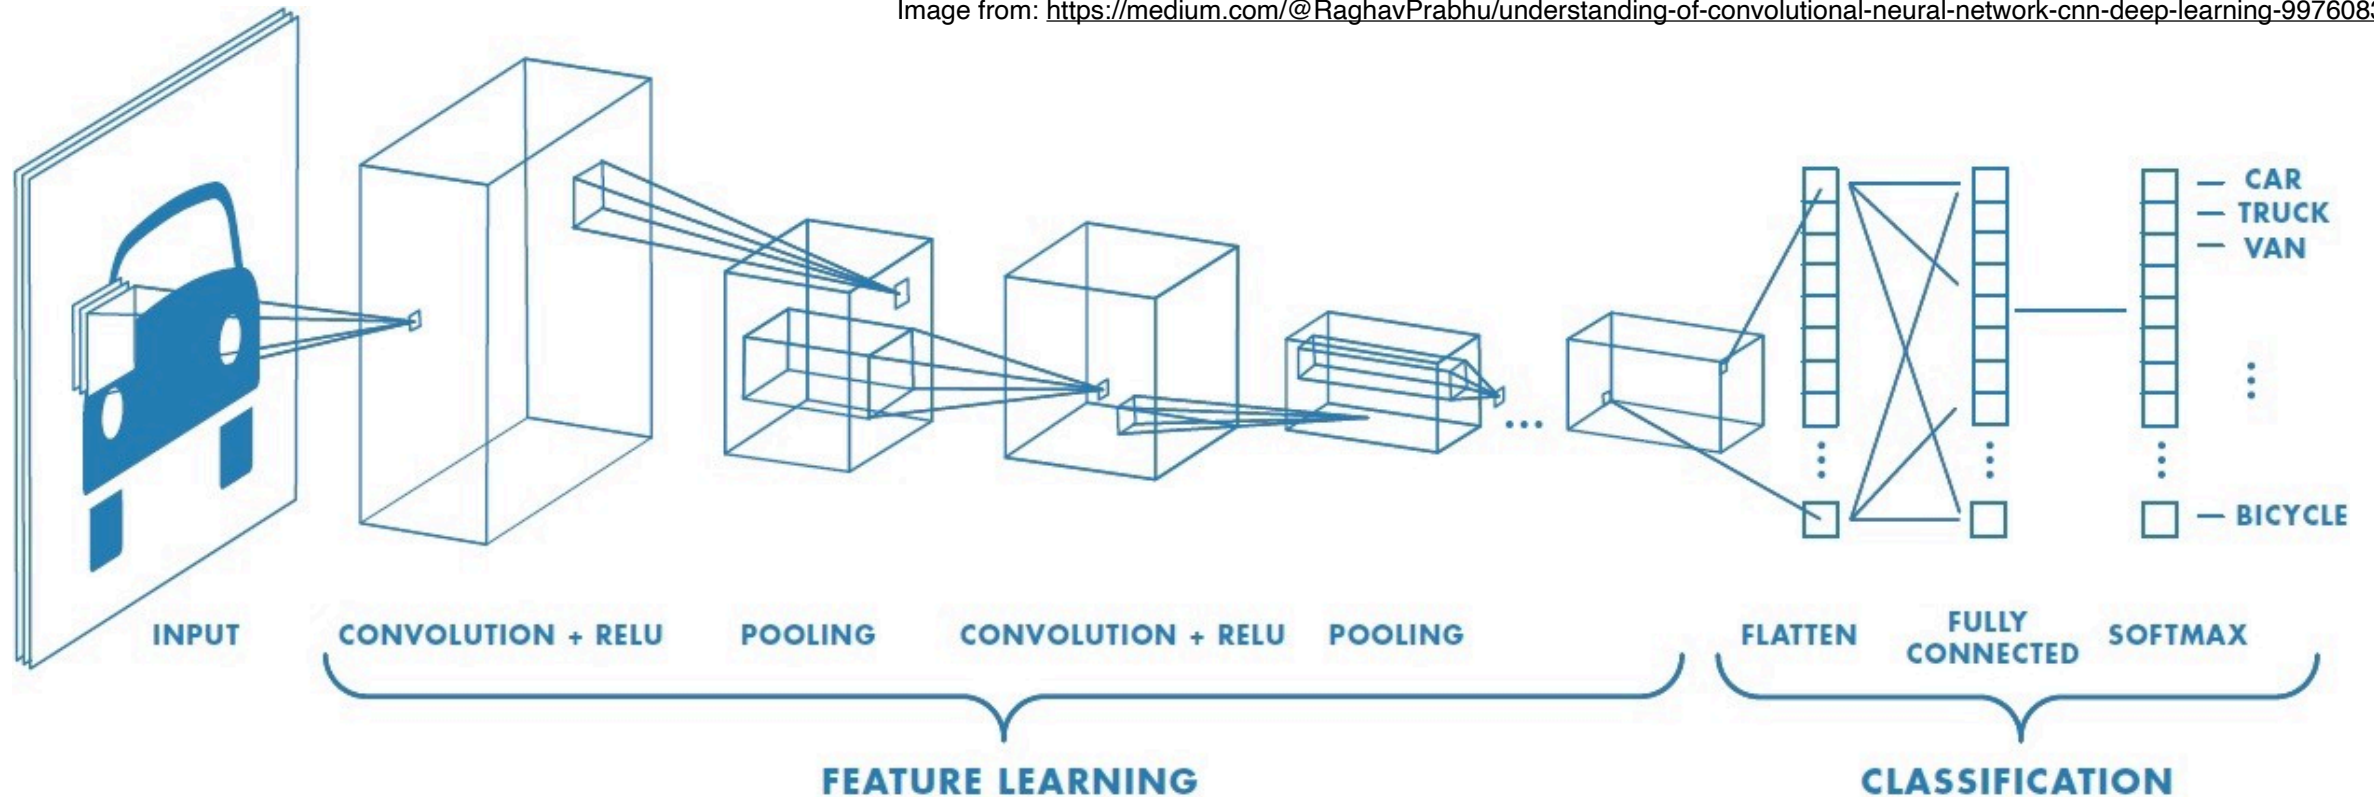 Image from: https://medium.com/@RaghavPrabhu/understanding-of-convolutional-neural-network-cnn-deep-learning-9976083
CAR
TRUCK
VAN
BICYCLE
INPUT
CONVOLUTION + RELU
POOLING
CONVOLUTION + RELU
POOLING
FLATTEN
FULLY
CONNECTED
SOFTMAX
FEATURE LEARNING
CLASSIFICATION